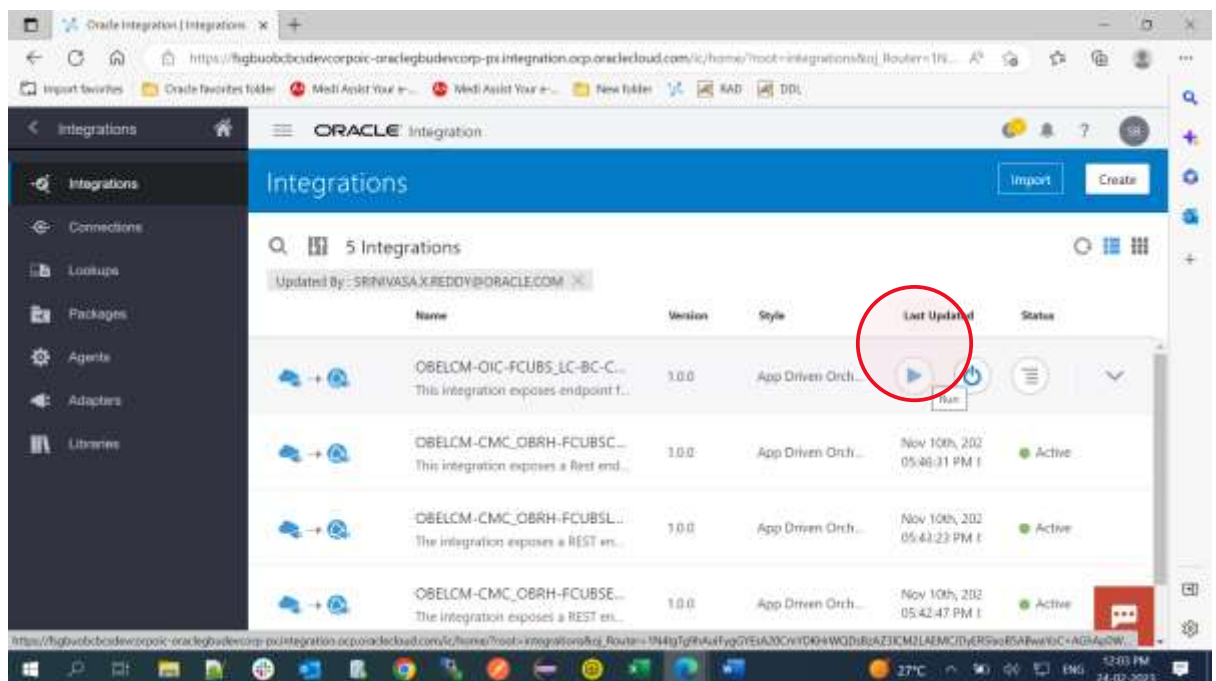 Oracle Integration | Integrations
https://fsgbuobcbcsdevcorpoic-oraclegbudevcorp-px.integration.ocp.oraclecloud.com/ic/home/?root=integrations&oj_Router=1N...
Import favorites Oracle favorites folder Medi Assist Your e-... Medi Assist Your e-... New folder RAD DDL
Integrations
ORACLE Integration
? SR
Integrations
Integrations
Import Create
Connections
5 Integrations
Lookups
Updated By : SRINIVASA.X.REDDY@ORACLE.COM
Packages
Name Version Style Last Updated Status
Agents
OBELCM-OIC-FCUBS_LC-BC-C...
This integration exposes endpoint f...
1.0.0 App Driven Orch...
Run
Adapters
Libraries
OBELCM-CMC_OBRH-FCUBSC...
This integration exposes a Rest end...
1.0.0 App Driven Orch...
Nov 10th, 202
05:46:31 PM I
Active
OBELCM-CMC_OBRH-FCUBSL...
The integration exposes a REST en...
1.0.0 App Driven Orch...
Nov 10th, 202
05:43:23 PM I
Active
OBELCM-CMC_OBRH-FCUBSE...
The integration exposes a REST en...
1.0.0 App Driven Orch...
Nov 10th, 202
05:42:47 PM I
Active
27°C ENG 12:03 PM
24-02-2023